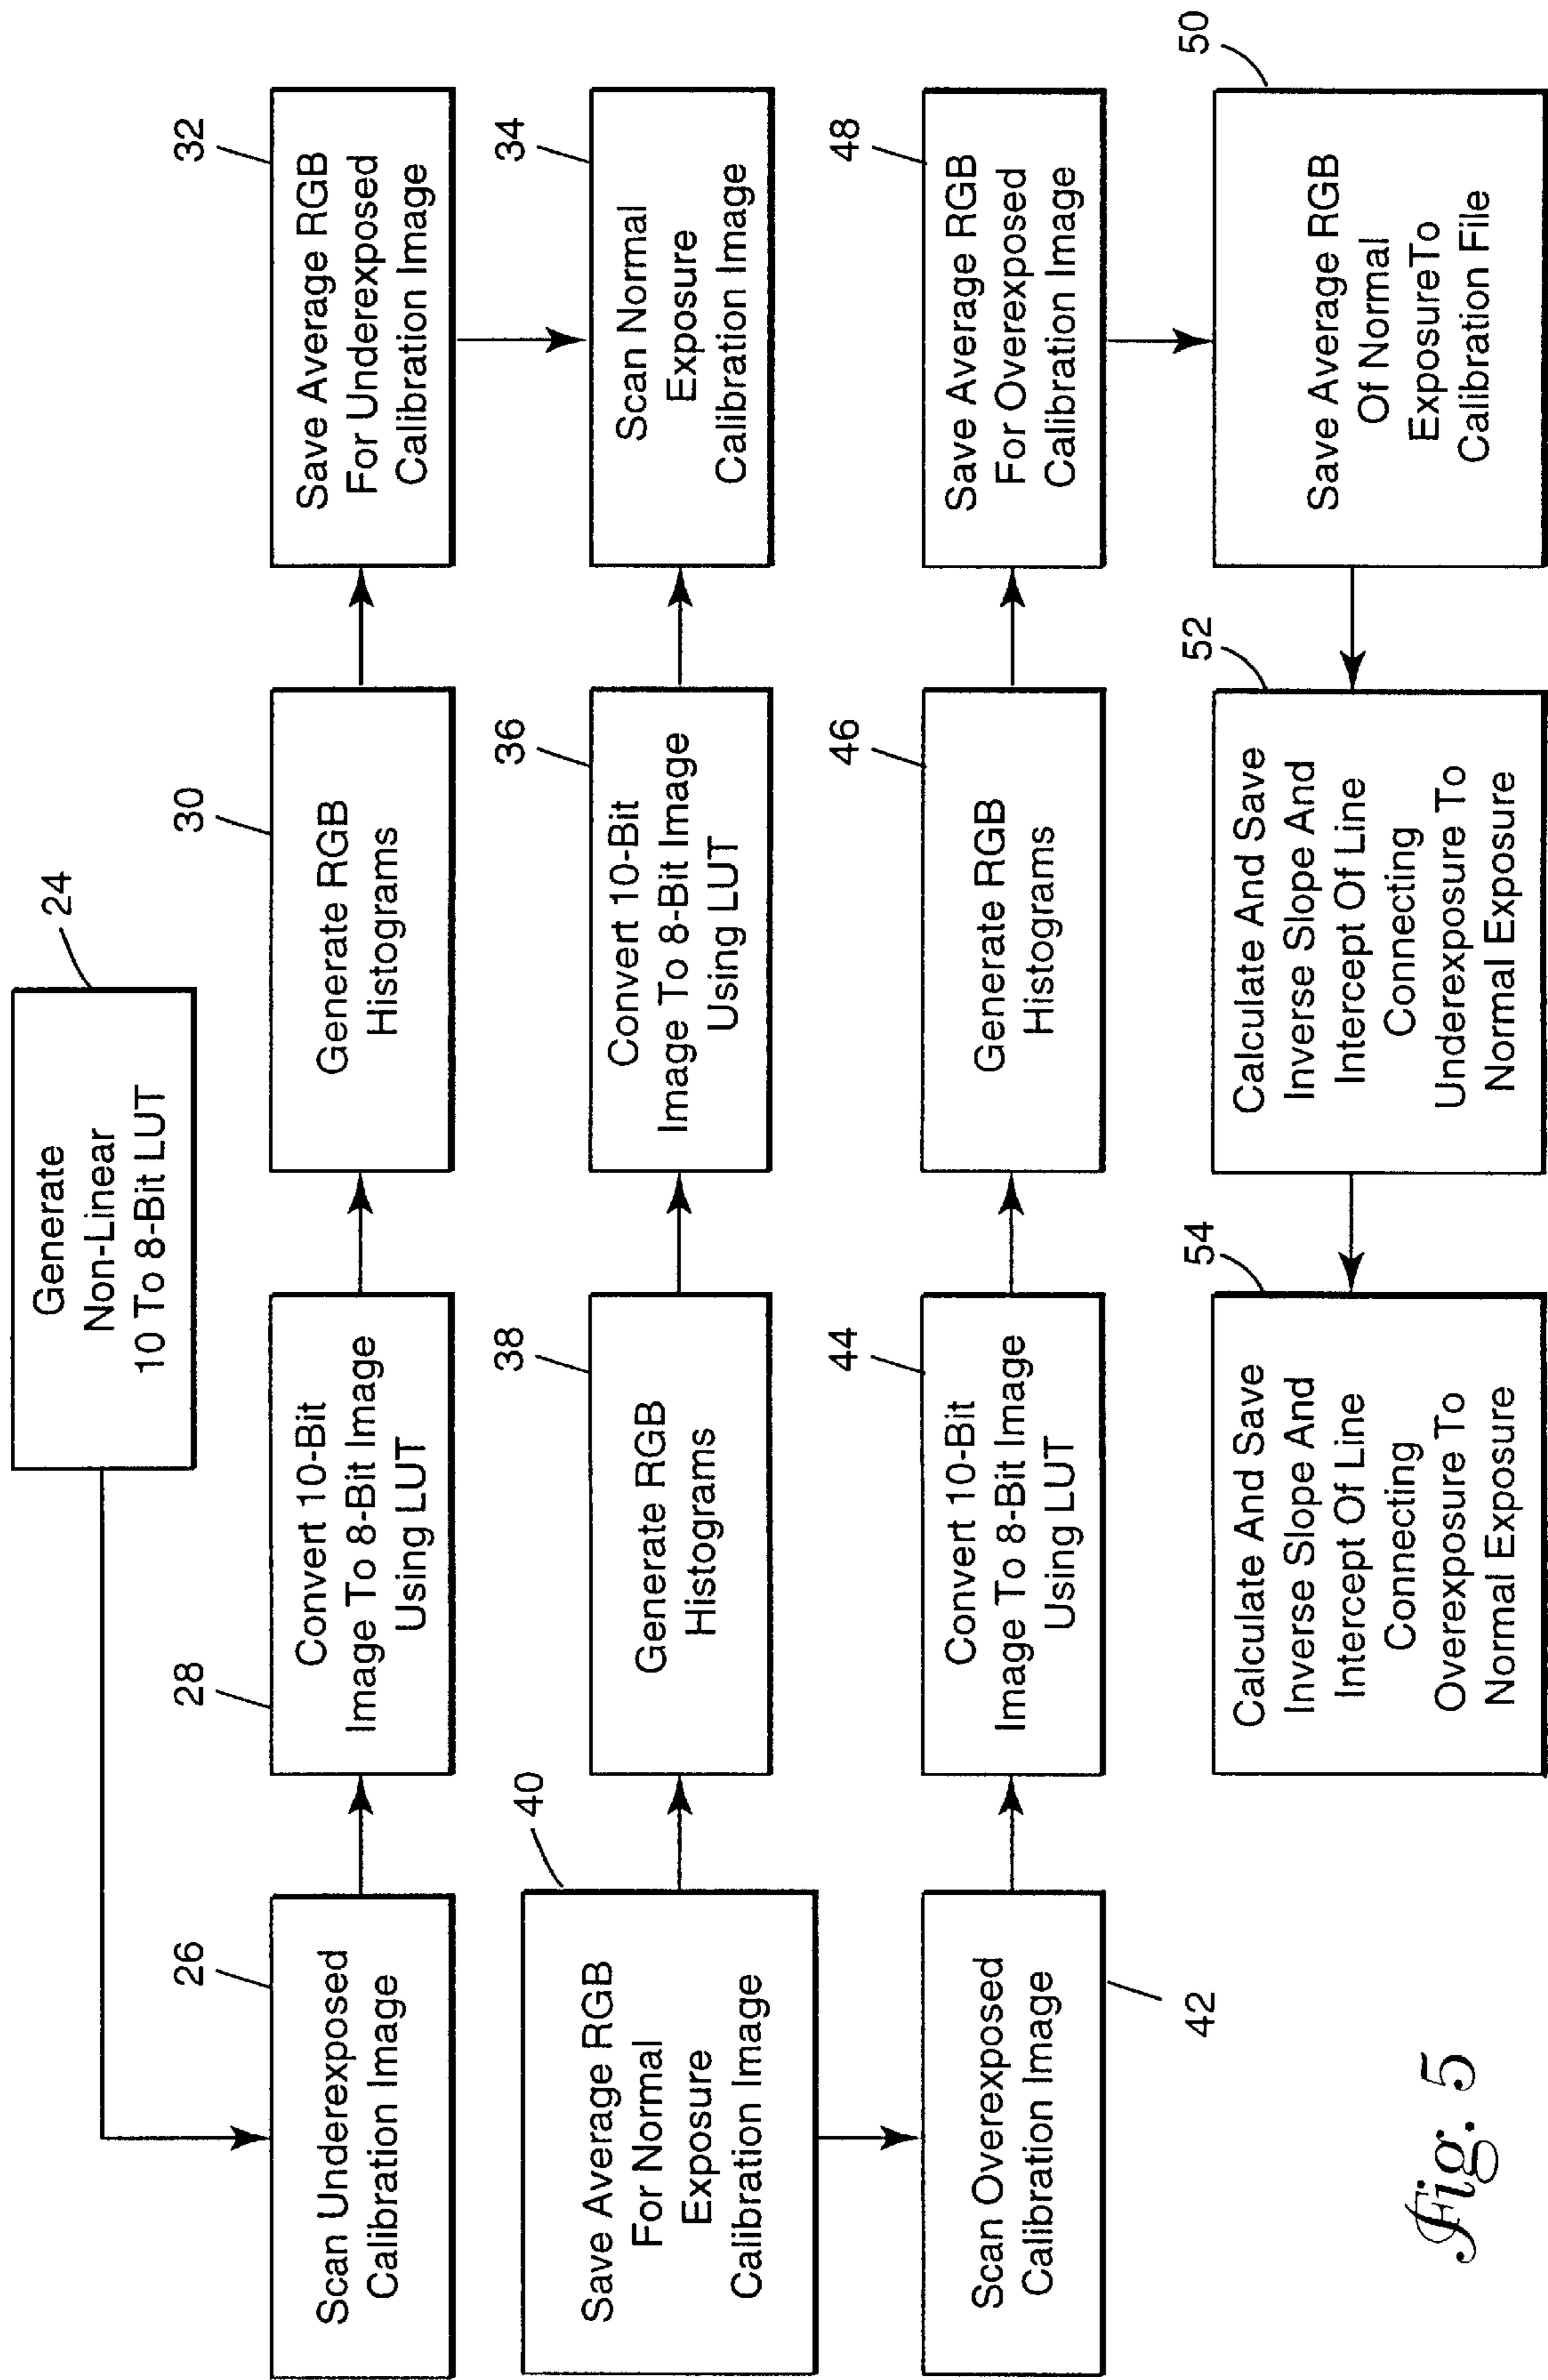 24
Generate
Non-Linear
10 To 8-Bit LUT
26
Scan Underexposed
Calibration Image
28
Convert 10-Bit
Image To 8-Bit Image
Using LUT
30
Generate RGB
Histograms
32
Save Average RGB
For Underexposed
Calibration Image
34
Scan Normal
Exposure
Calibration Image
36
Convert 10-Bit
Image To 8-Bit Image
Using LUT
38
Generate RGB
Histograms
40
Save Average RGB
For Normal
Exposure
Calibration Image
42
Scan Overexposed
Calibration Image
44
Convert 10-Bit
Image To 8-Bit Image
Using LUT
46
Generate RGB
Histograms
48
Save Average RGB
For Overexposed
Calibration Image
50
Save Average RGB
Of Normal
ExposureTo
Calibration File
52
Calculate And Save
Inverse Slope And
Intercept Of Line
Connecting
Underexposure To
Normal Exposure
54
Calculate And Save
Inverse Slope And
Intercept Of Line
Connecting
Overexposure To
Normal Exposure
Fig. 5